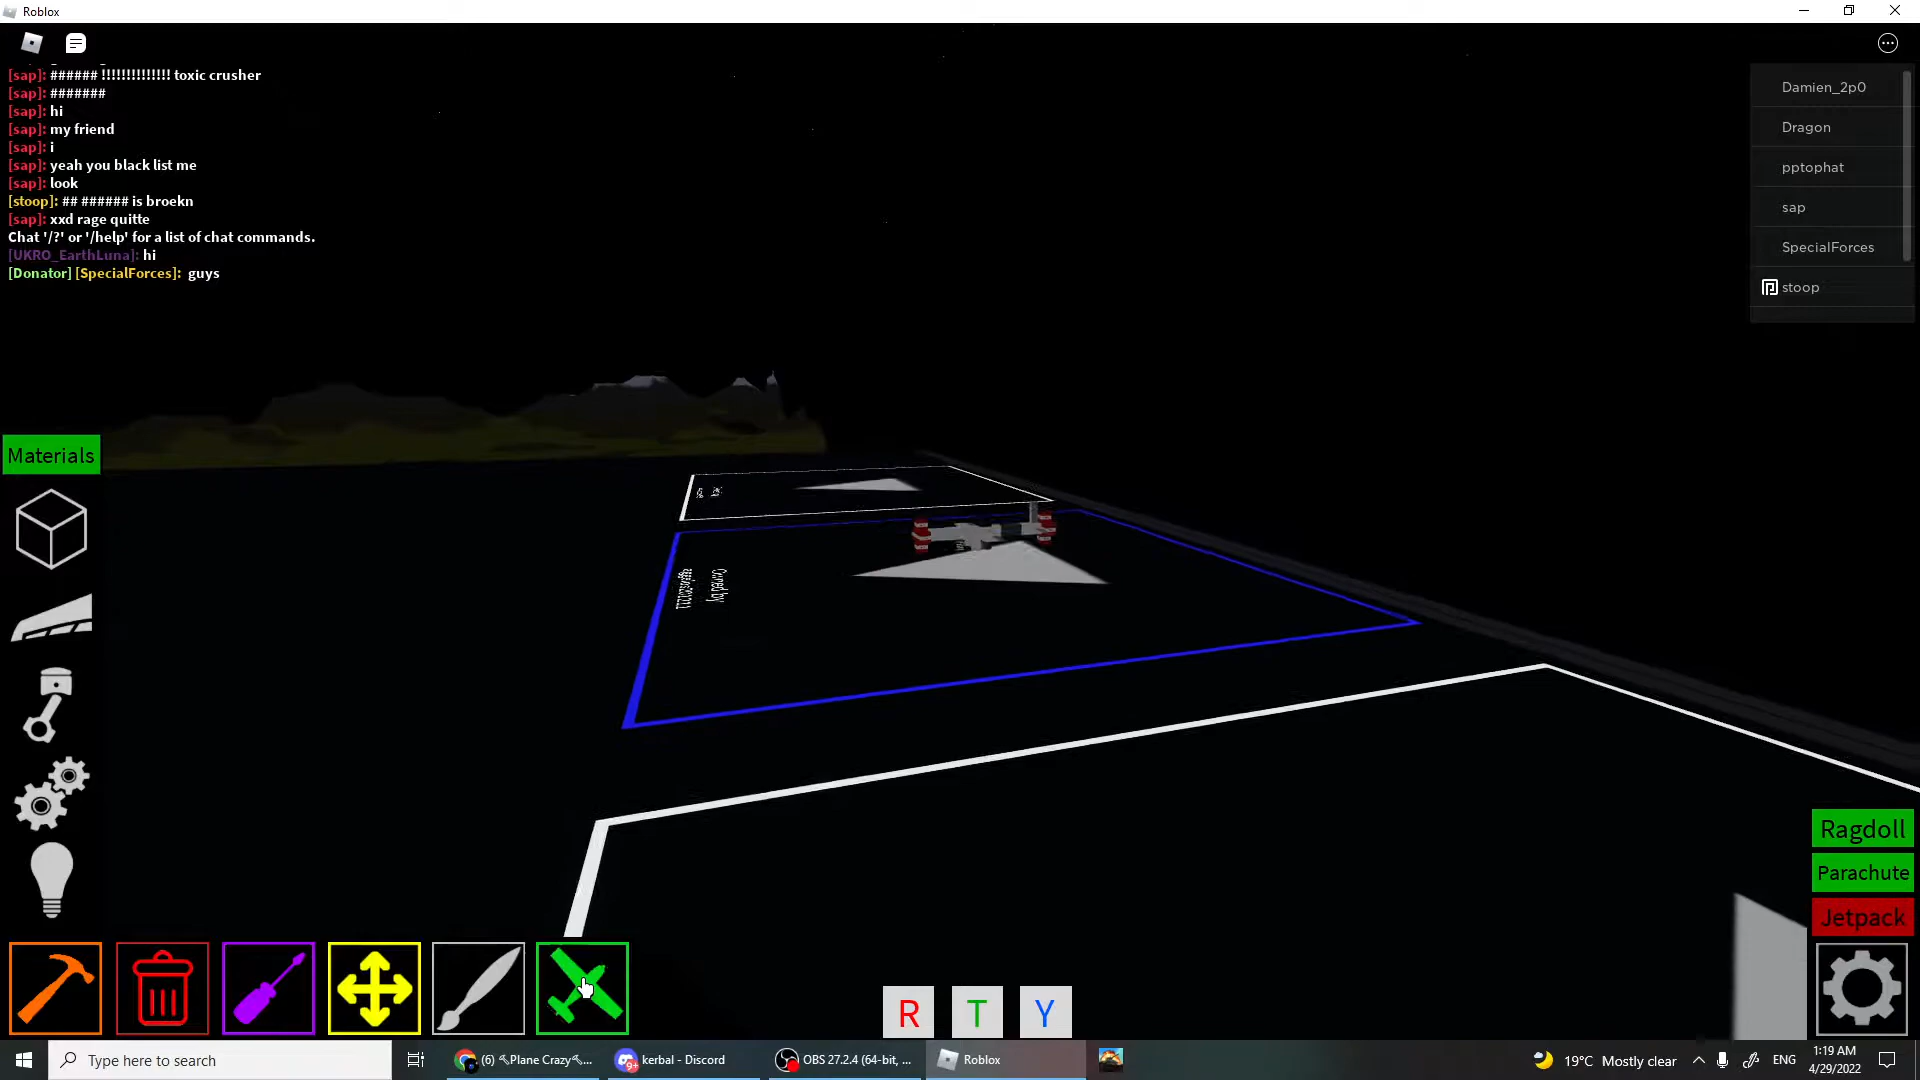 Roblox
[sap]: ###### !!!!!!!!!!!!!! toxic crusher
[sap]: #######
[sap]: hi
[sap]: my friend
[sap]: i
[sap]: yeah you black list me
[sap]: look
[stoop]: ## ###### is broekn
[sap]: xxd rage quitte
Chat '/?' or '/help' for a list of chat commands.
[UKRO_EarthLuna]: hi
[Donator] [SpecialForces]: guys
Damien_2p0
Dragon
pptophat
sap
SpecialForces
stoop
Materials
Owned by
Ragdoll
Parachute
Jetpack
R T Y
Type here to search
(6) 🔨Plane Crazy🔨...
kerbal - Discord
9+
OBS 27.2.4 (64-bit, ...
Roblox
19°C Mostly clear
ENG
1:19 AM
4/29/2022